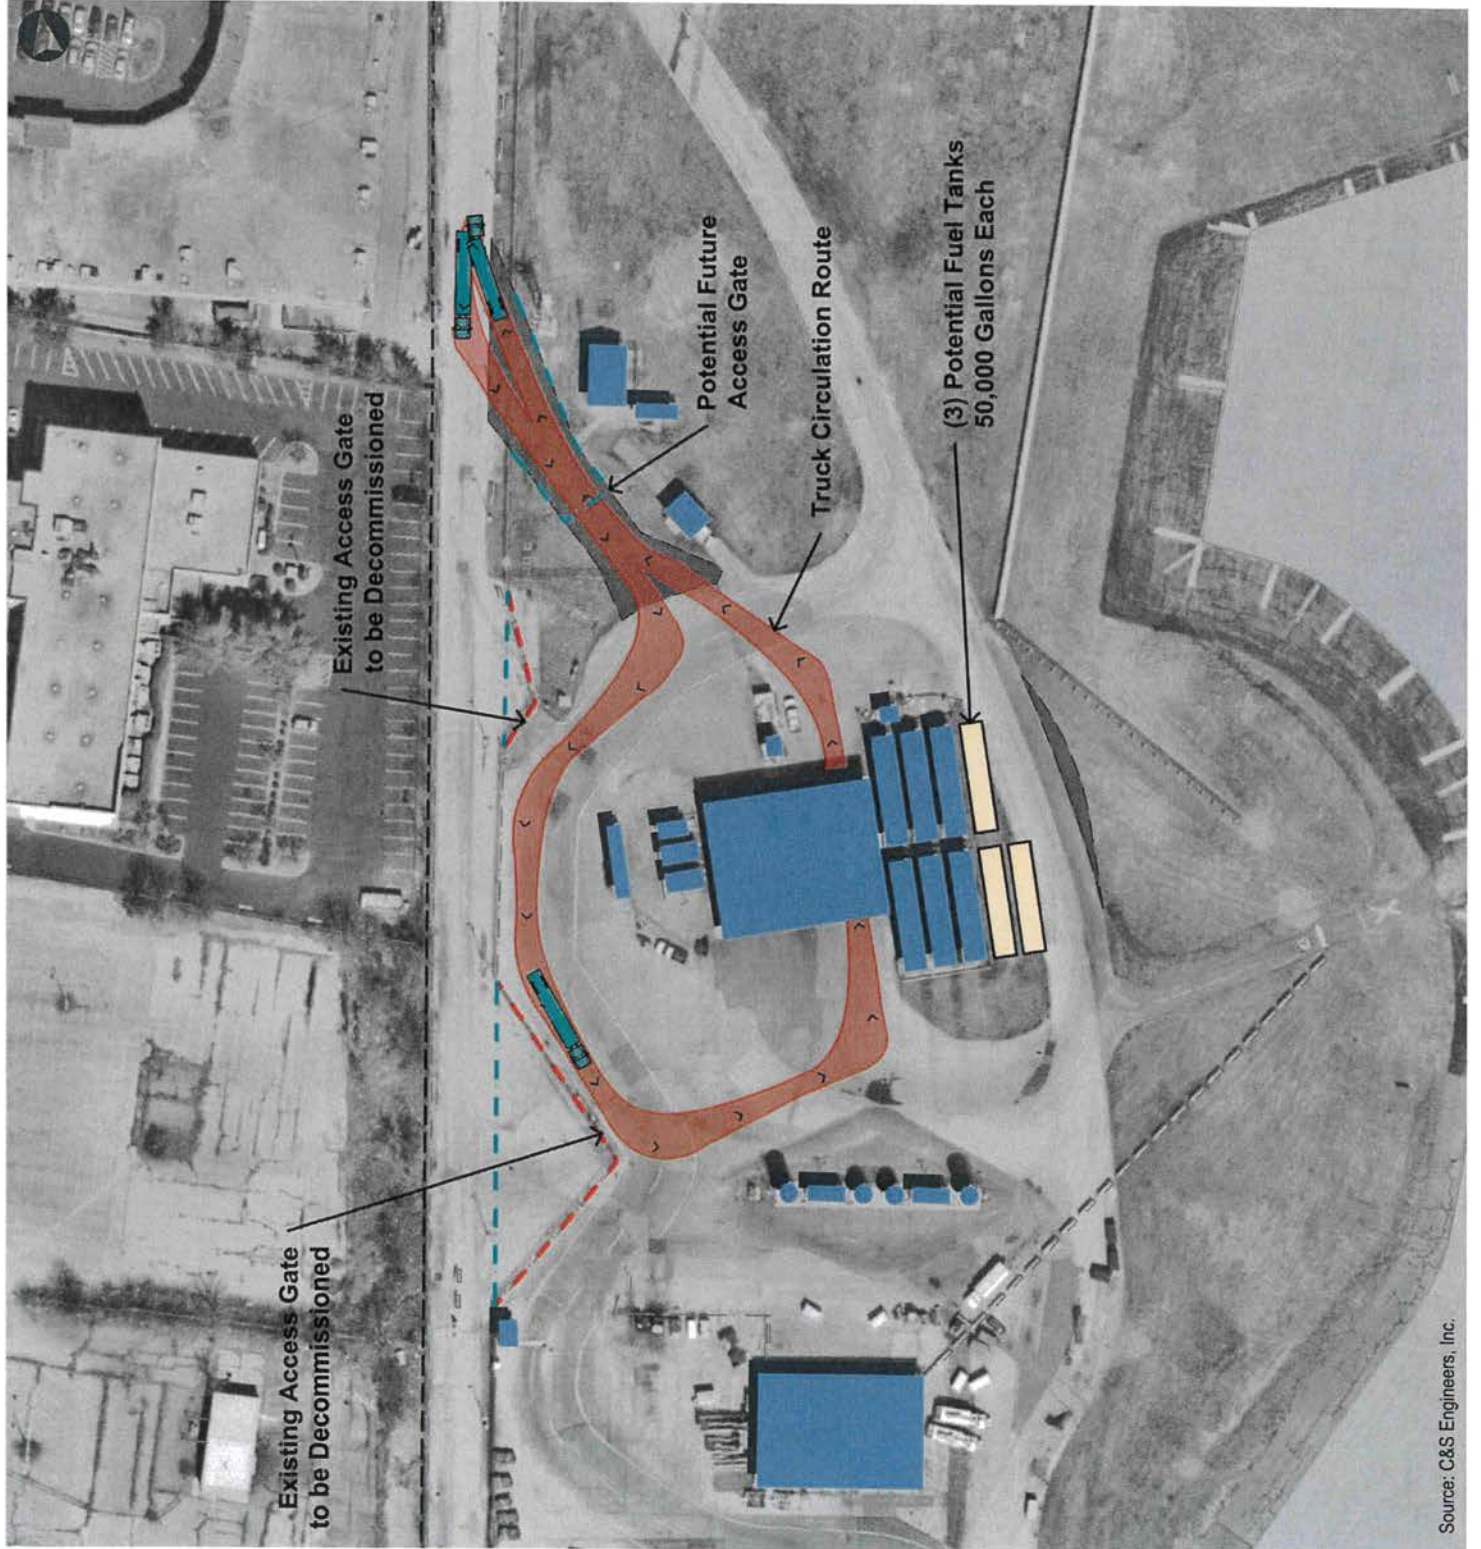 Existing Access Gate
to be Decommissioned
Existing Access Gate
to be Decommissioned
Potential Future
Access Gate
Truck Circulation Route
(3) Potential Fuel Tanks
50,000 Gallons Each
Source: C&S Engineers, Inc.